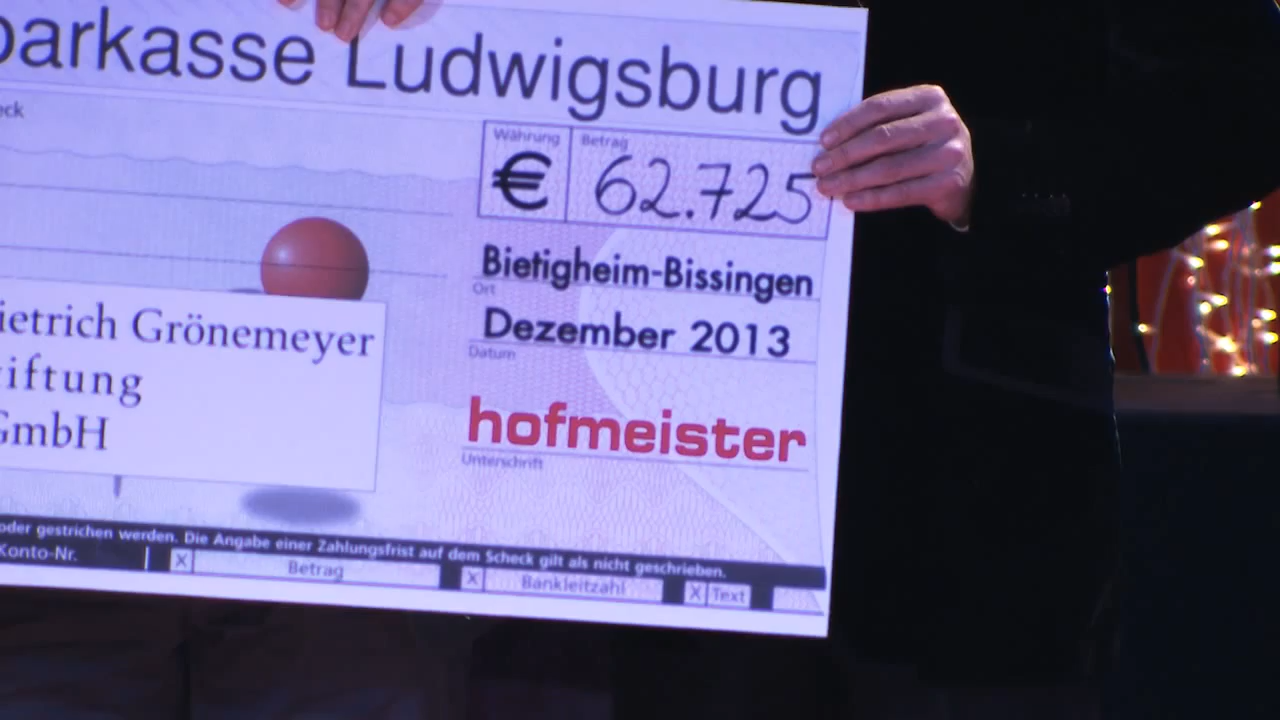 parkasse Ludwigsburg
eck
Währung Betrag
€ 62.725
Bietigheim-Bissingen
Ort
Dezember 2013
Datum
ietrich Grönemeyer
iftung
GmbH
hofmeister
Unterschrift
oder gestrichen werden. Die Angabe einer Zahlungsfrist auf dem Scheck gilt als nicht geschrieben.
Konto-Nr. X Betrag X Bankleitzahl X Text